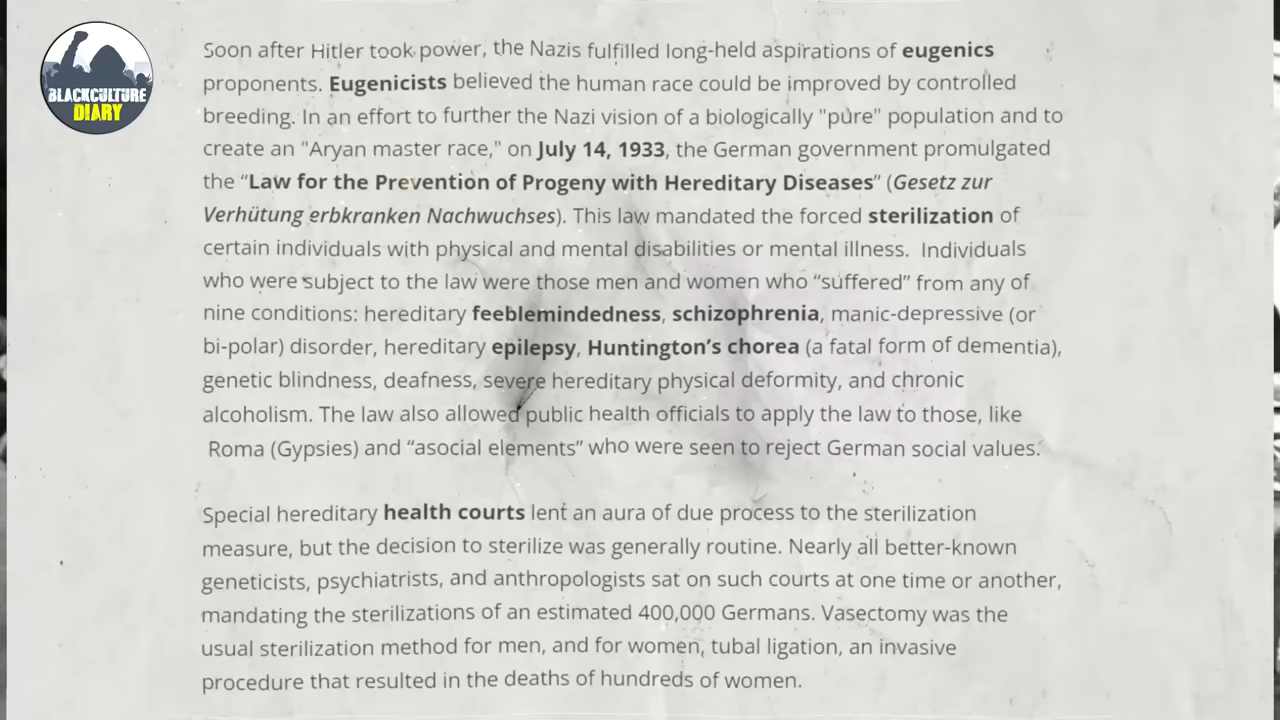 BLACKCULTURE
DIARY
Soon after Hitler took power, the Nazis fulfilled long-held aspirations of eugenics
proponents. Eugenicists believed the human race could be improved by controlled
breeding. In an effort to further the Nazi vision of a biologically "pure" population and to
create an "Aryan master race," on July 14, 1933, the German government promulgated
the “Law for the Prevention of Progeny with Hereditary Diseases” (Gesetz zur
Verhütung erbkranken Nachwuchses). This law mandated the forced sterilization of
certain individuals with physical and mental disabilities or mental illness. Individuals
who were subject to the law were those men and women who “suffered” from any of
nine conditions: hereditary feeblemindedness, schizophrenia, manic-depressive (or
bi-polar) disorder, hereditary epilepsy, Huntington’s chorea (a fatal form of dementia),
genetic blindness, deafness, severe hereditary physical deformity, and chronic
alcoholism. The law also allowed public health officials to apply the law to those, like
Roma (Gypsies) and “asocial elements” who were seen to reject German social values.
Special hereditary health courts lent an aura of due process to the sterilization
measure, but the decision to sterilize was generally routine. Nearly all better-known
geneticists, psychiatrists, and anthropologists sat on such courts at one time or another,
mandating the sterilizations of an estimated 400,000 Germans. Vasectomy was the
usual sterilization method for men, and for women, tubal ligation, an invasive
procedure that resulted in the deaths of hundreds of women.